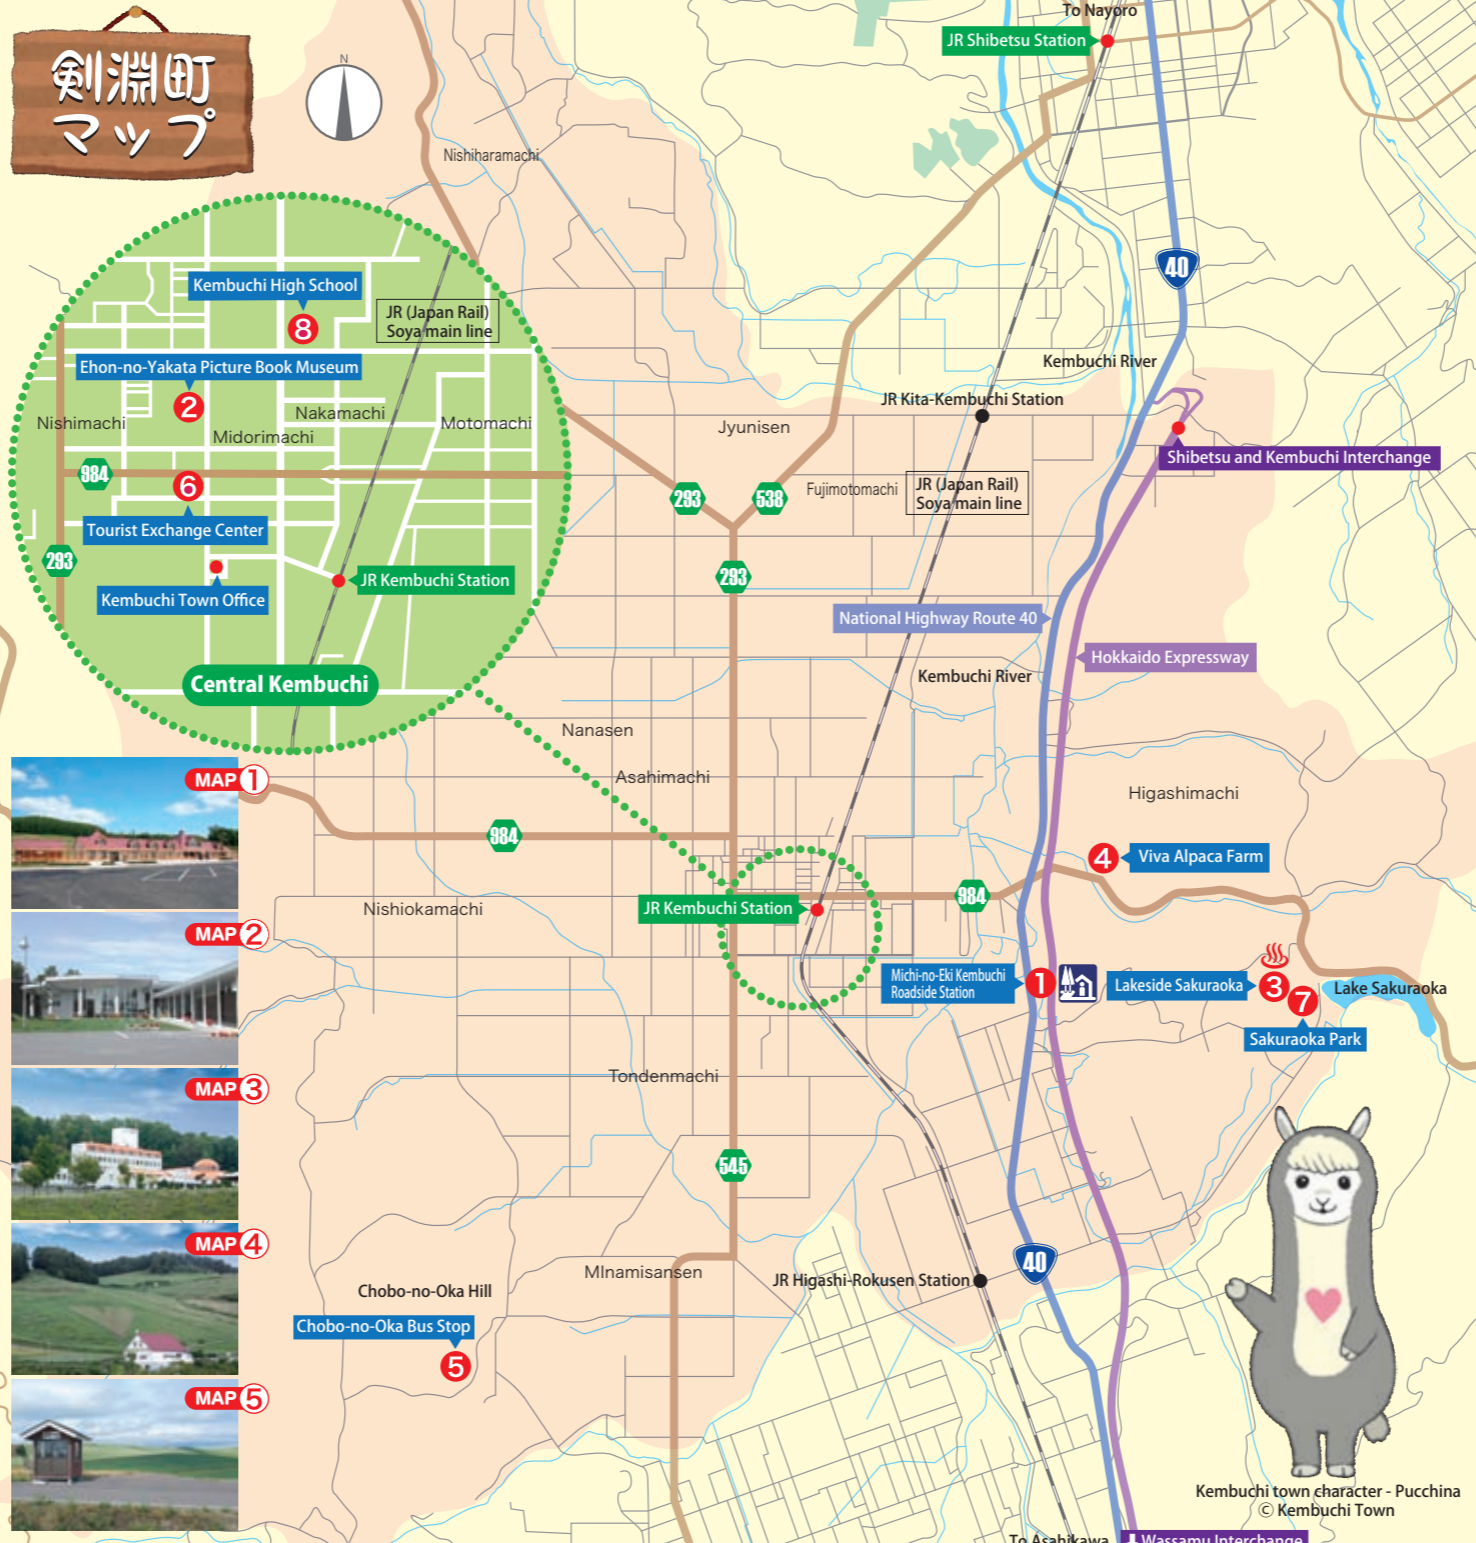 剣淵町
マップ
N
To Nayoro
JR Shibetsu Station
Nishiharamachi
40
Kembuchi High School
8
JR (Japan Rail)
Soya main line
Ehon-no-Yakata Picture Book Museum
2
Nishimachi
Nakamachi
Midorimachi
Motomachi
984
6
Tourist Exchange Center
293
JR Kembuchi Station
Kembuchi Town Office
Central Kembuchi
Kembuchi River
JR Kita-Kembuchi Station
Jyunisen
Shibetsu and Kembuchi Interchange
Fujimotomachi
JR (Japan Rail)
Soya main line
293
538
293
National Highway Route 40
Hokkaido Expressway
Kembuchi River
Nanasen
Asahimachi
Higashimachi
MAP 1
984
4
Viva Alpaca Farm
984
Nishiokamachi
JR Kembuchi Station
MAP 2
Michi-no-Eki Kembuchi
Roadside Station
1
Lakeside Sakuraoka
3
7
Lake Sakuraoka
Sakuraoka Park
Tondenmachi
MAP 3
545
MAP 4
MInamisansen
JR Higashi-Rokusen Station
40
Chobo-no-Oka Hill
Chobo-no-Oka Bus Stop
5
MAP 5
Kembuchi town character - Pucchina
© Kembuchi Town
To Asahikawa
Wassamu Interchange